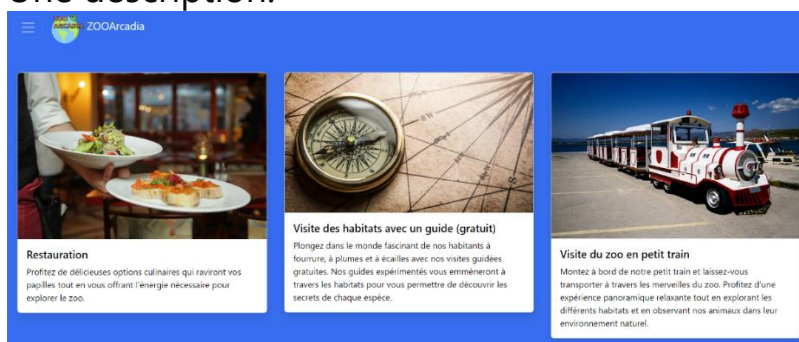 Une description.
ZOOArcadia
Restauration
Profitez de délicieuses options culinaires qui raviront vos
papilles tout en vous offrant l'énergie nécessaire pour
explorer le zoo.
Visite des habitats avec un guide (gratuit)
Plongez dans le monde fascinant de nos habitants à
fourrure, à plumes et à écailles avec nos visites guidées
gratuites. Nos guides expérimentés vous emmèneront à
travers les habitats pour vous permettre de découvrir les
secrets de chaque espèce.
Visite du zoo en petit train
Montez à bord de notre petit train et laissez-vous
transporter à travers les merveilles du zoo. Profitez d'une
expérience panoramique relaxante tout en explorant les
différents habitats et en observant nos animaux dans leur
environnement naturel.